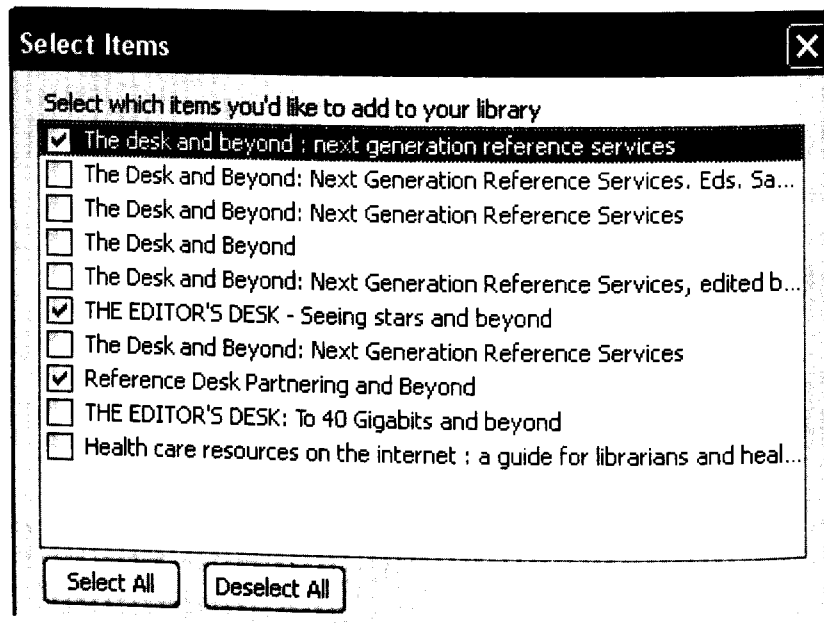 Select Items
Select which items you'd like to add to your library
The desk and beyond : next generation reference services
The Desk and Beyond: Next Generation Reference Services. Eds. Sa...
The Desk and Beyond: Next Generation Reference Services
The Desk and Beyond
The Desk and Beyond: Next Generation Reference Services, edited b...
THE EDITOR'S DESK - Seeing stars and beyond
The Desk and Beyond: Next Generation Reference Services
Reference Desk Partnering and Beyond
THE EDITOR'S DESK: To 40 Gigabits and beyond
Health care resources on the internet : a guide for librarians and heal...
Select All
Deselect All